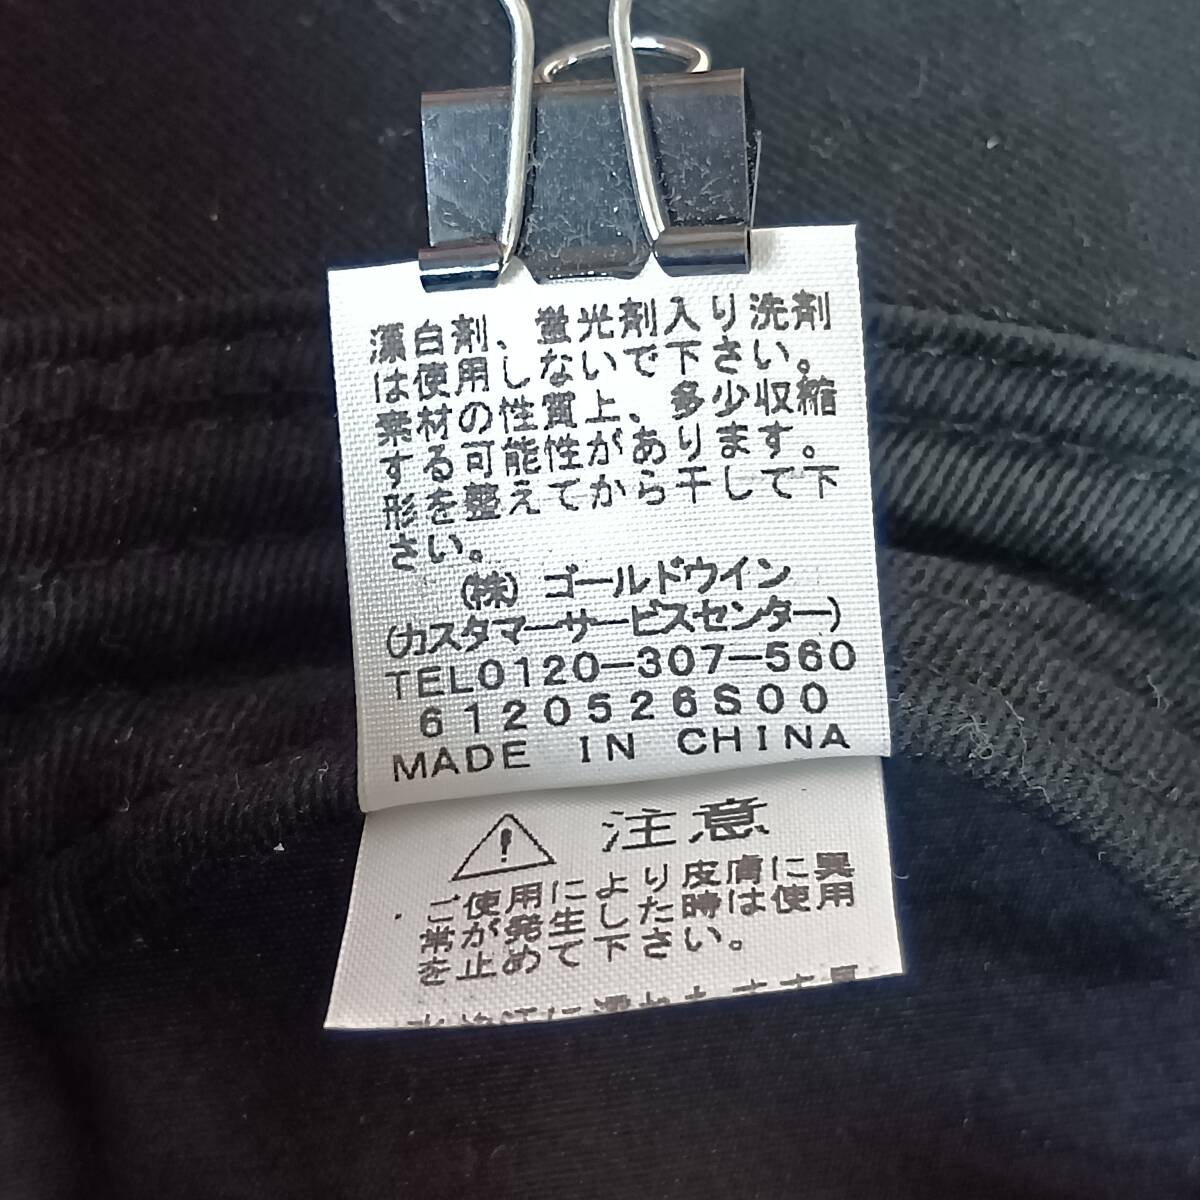 漂白剤、蛍光剤入り洗剤
は使用しないで下さい。
素材の性質上、多少収縮
する可能性があります。
形を整えてから干して下
さい。
(株) ゴールドウイン
(カスタマーサービスセンター)
TEL0120-307-560
6120526S00
MADE IN CHINA
注意
ご使用により皮膚に異
常が発生した時は使用
を止めて下さい。